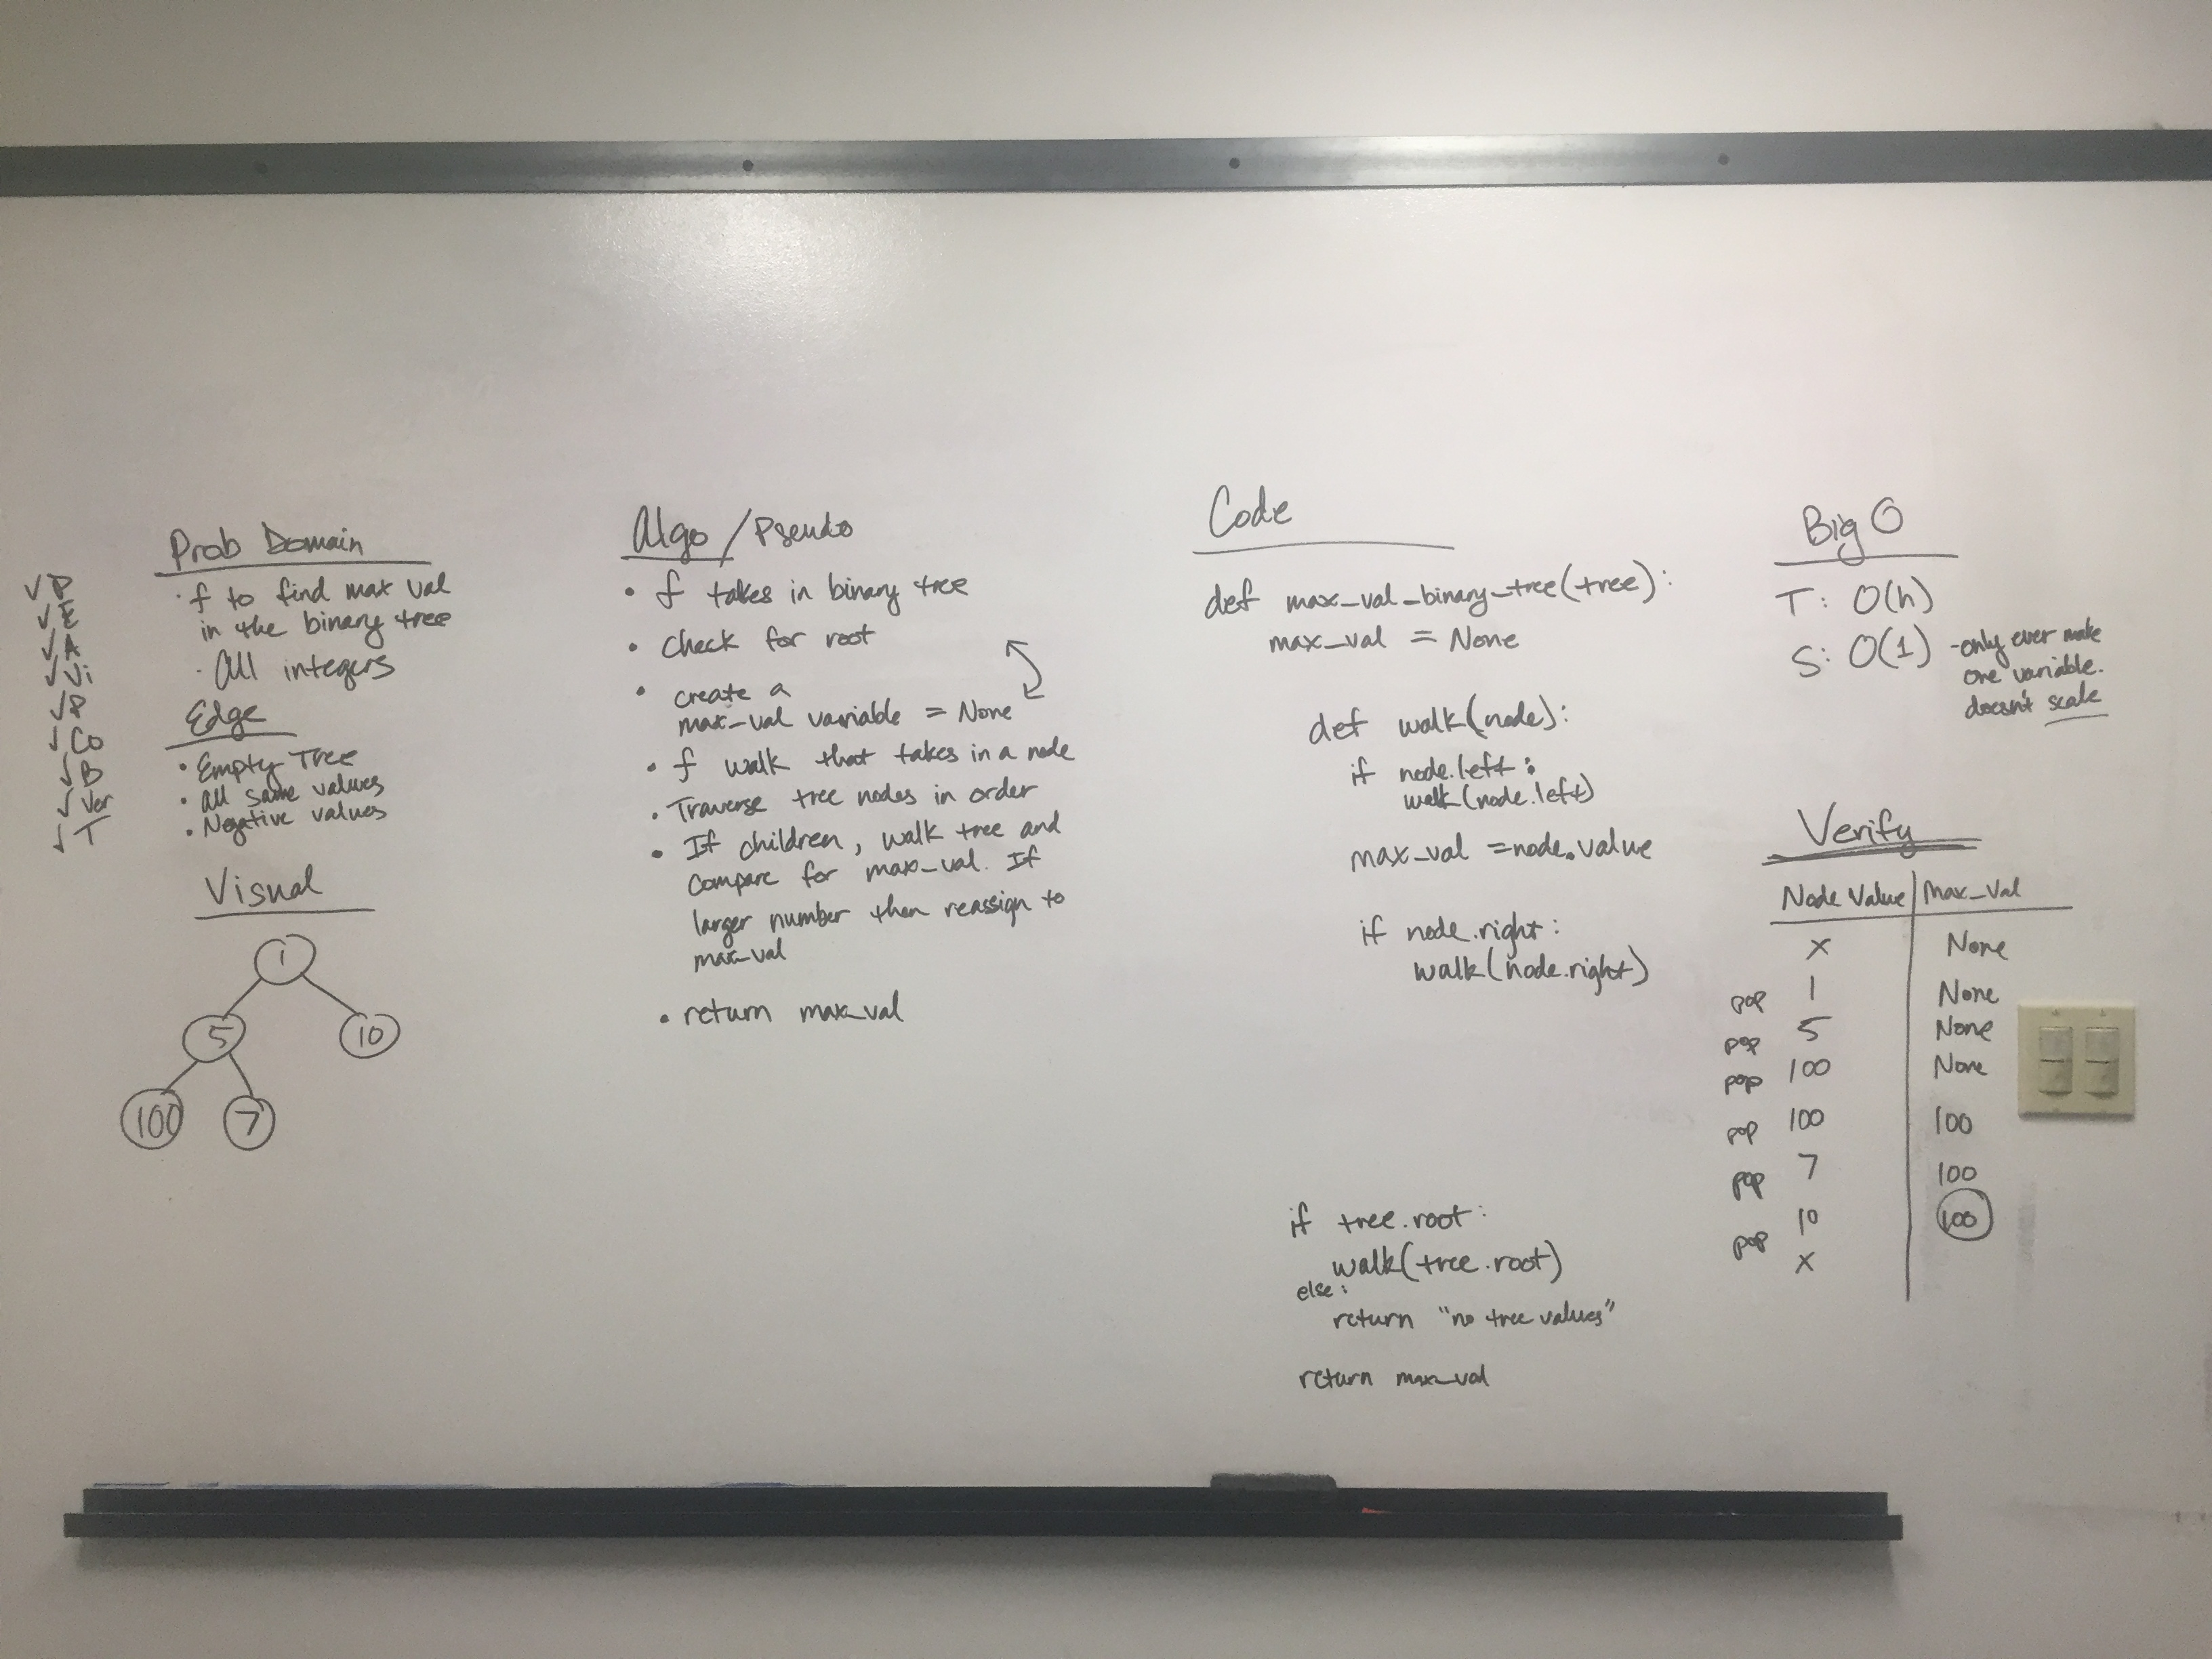 ✓P
✓E
✓A
✓Vi
✓P
✓Co
✓B
✓Ver
✓T
Prob Domain
· f to find max val
in the binary tree
· All integers
Edge
• Empty Tree
• All same values
• Negative values
Visual
1
5 10
100 7
Algo / Pseudo
• f takes in binary tree
• Check for root
• create a
max_val variable = None
• f walk that takes in a node
• Traverse tree nodes in order
• If children, walk tree and
compare for max_val. If
larger number then reassign to
max_val
• return max_val
Code
def max_val_binary_tree(tree):
max_val = None
def walk(node):
if node.left:
walk(node.left)
max_val = node.value
if node.right:
walk(node.right)
if tree.root:
walk(tree.root)
else:
return "no tree values"
return max_val
Big O
T: O(h)
S: O(1) - only ever make
one variable.
doesn't scale
Verify
Node Value Max_Val
x None
1 None
pop
5 None
pop
100 None
pop
100 100
pop
7 100
pop
10 100
pop
x